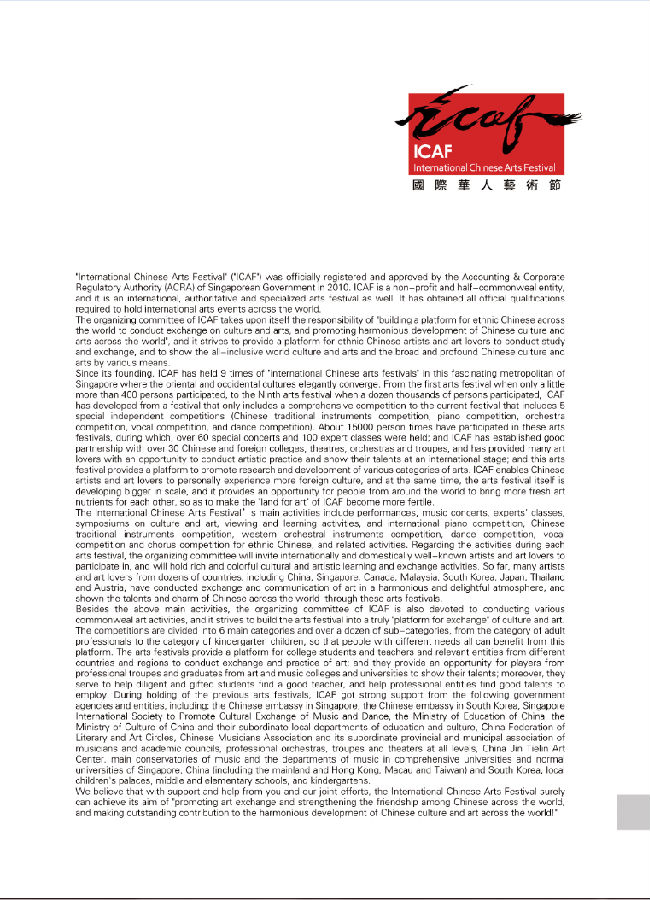 icaf
ICAF
International Chinese Arts Festival
國際華人藝術節
"International Chinese Arts Festival" ("ICAF") was officially registered and approved by the Accounting & Corporate
Regulatory Authority (ACRA) of Singaporean Government in 2010. ICAF is a non-profit and half-commonweal entity,
and it is an international, authoritative and specialized arts festival as well. It has obtained all official qualifications
required to hold international arts events across the world.
The organizing committee of ICAF takes upon itself the responsibility of "building a platform for ethnic Chinese across
the world to conduct exchange on culture and arts, and promoting harmonious development of Chinese culture and
arts across the world", and it strives to provide a platform for ethnic Chinese artists and art lovers to conduct study
and exchange, and to show the all-inclusive world culture and arts and the broad and profound Chinese culture and
arts by various means.
Since its founding, ICAF has held 9 times of "international Chinese arts festivals" in this fascinating metropolitan of
Singapore where the oriental and occidental cultures elegantly converge. From the first arts festival when only a little
more than 400 persons participated, to the Ninth arts festival when a dozen thousands of persons participated, ICAF
has developed from a festival that only includes a comprehensive competition to the current festival that includes 5
special independent competitions (Chinese traditional instruments competition, piano competition, orchestra
competition, vocal competition, and dance competition). About 15000 person times have participated in these arts
festivals, during which, over 60 special concerts and 100 expert classes were held; and ICAF has established good
partnership with over 30 Chinese and foreign colleges, theatres, orchestras and troupes, and has provided many art
lovers with an opportunity to conduct artistic practice and show their talents at an international stage; and this arts
festival provides a platform to promote research and development of various categories of arts. ICAF enables Chinese
artists and art lovers to personally experience more foreign culture, and at the same time, the arts festival itself is
developing bigger in scale, and it provides an opportunity for people from around the world to bring more fresh art
nutrients for each other, so as to make the "land for art" of ICAF become more fertile.
The International Chinese Arts Festival's main activities include performances, music concerts, experts' classes,
symposiums on culture and art, viewing and learning activities, and international piano competition, Chinese
traditional instruments competition, western orchestral instruments competition, dance competition, vocal
competition and chorus competition for ethnic Chinese, and related activities. Regarding the activities during each
arts festival, the organizing committee will invite internationally and domestically well-known artists and art lovers to
participate in, and will hold rich and colorful cultural and artistic learning and exchange activities. So far, many artists
and art lovers from dozens of countries, including China, Singapore, Canada, Malaysia, South Korea, Japan, Thailand
and Austria, have conducted exchange and communication of art in a harmonious and delightful atmosphere, and
shown the talents and charm of Chinese across the world through these arts festivals.
Besides the above main activities, the organizing committee of ICAF is also devoted to conducting various
commonweal art activities, and it strives to build the arts festival into a truly "platform for exchange" of culture and art.
The competitions are divided into 6 main categories and over a dozen of sub-categories, from the category of adult
professionals to the category of kindergarten children, so that people with different needs all can benefit from this
platform. The arts festivals provide a platform for college students and teachers and relevant entities from different
countries and regions to conduct exchange and practice of art; and they provide an opportunity for players from
professional troupes and graduates from art and music colleges and universities to show their talents; moreover, they
serve to help diligent and gifted students find a good teacher, and help professional entities find good talents to
employ. During holding of the previous arts festivals, ICAF got strong support from the following government
agencies and entities, including: the Chinese embassy in Singapore, the Chinese embassy in South Korea, Singapore
International Society to Promote Cultural Exchange of Music and Dance, the Ministry of Education of China, the
Ministry of Culture of China and their subordinate local departments of education and culture, China Federation of
Literary and Art Circles, Chinese Musicians Association and its subordinate provincial and municipal association of
musicians and academic councils, professional orchestras, troupes and theaters at all levels, China Jin Tielin Art
Center, main conservatories of music and the departments of music in comprehensive universities and normal
universities of Singapore, China (including the mainland and Hong Kong, Macau and Taiwan) and South Korea, local
children's palaces, middle and elementary schools, and kindergartens.
We believe that with support and help from you and our joint efforts, the International Chinese Arts Festival surely
can achieve its aim of "promoting art exchange and strengthening the friendship among Chinese across the world,
and making outstanding contribution to the harmonious development of Chinese culture and art across the world!"